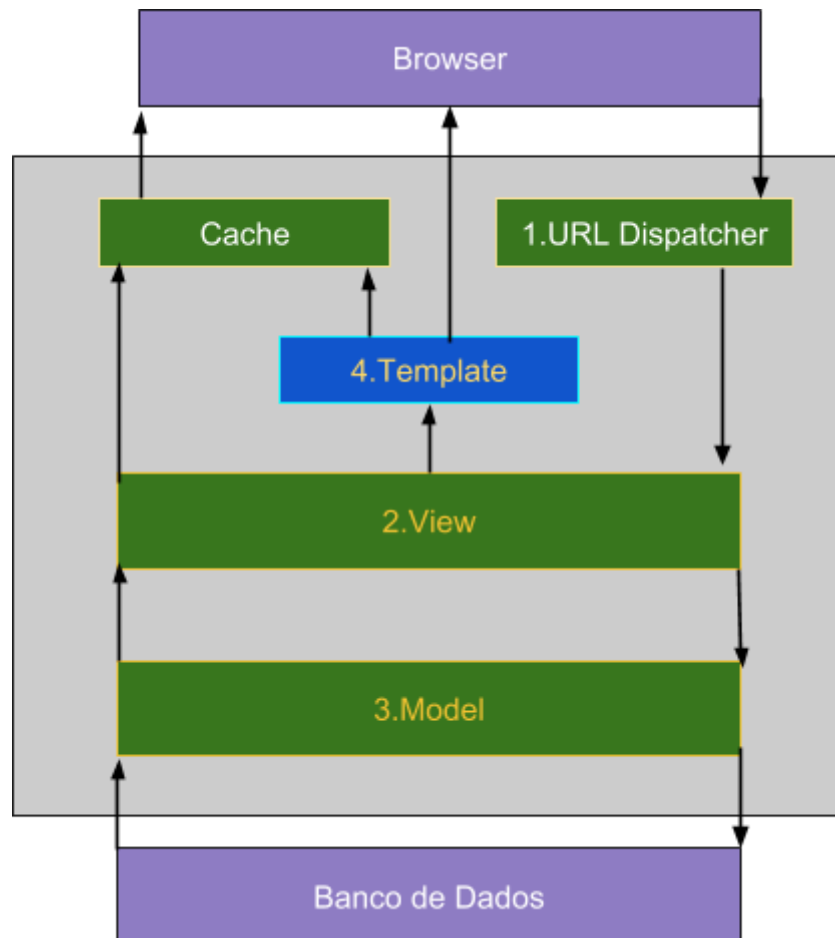 Browser
Cache
1.URL Dispatcher
4.Template
2.View
3.Model
Banco de Dados